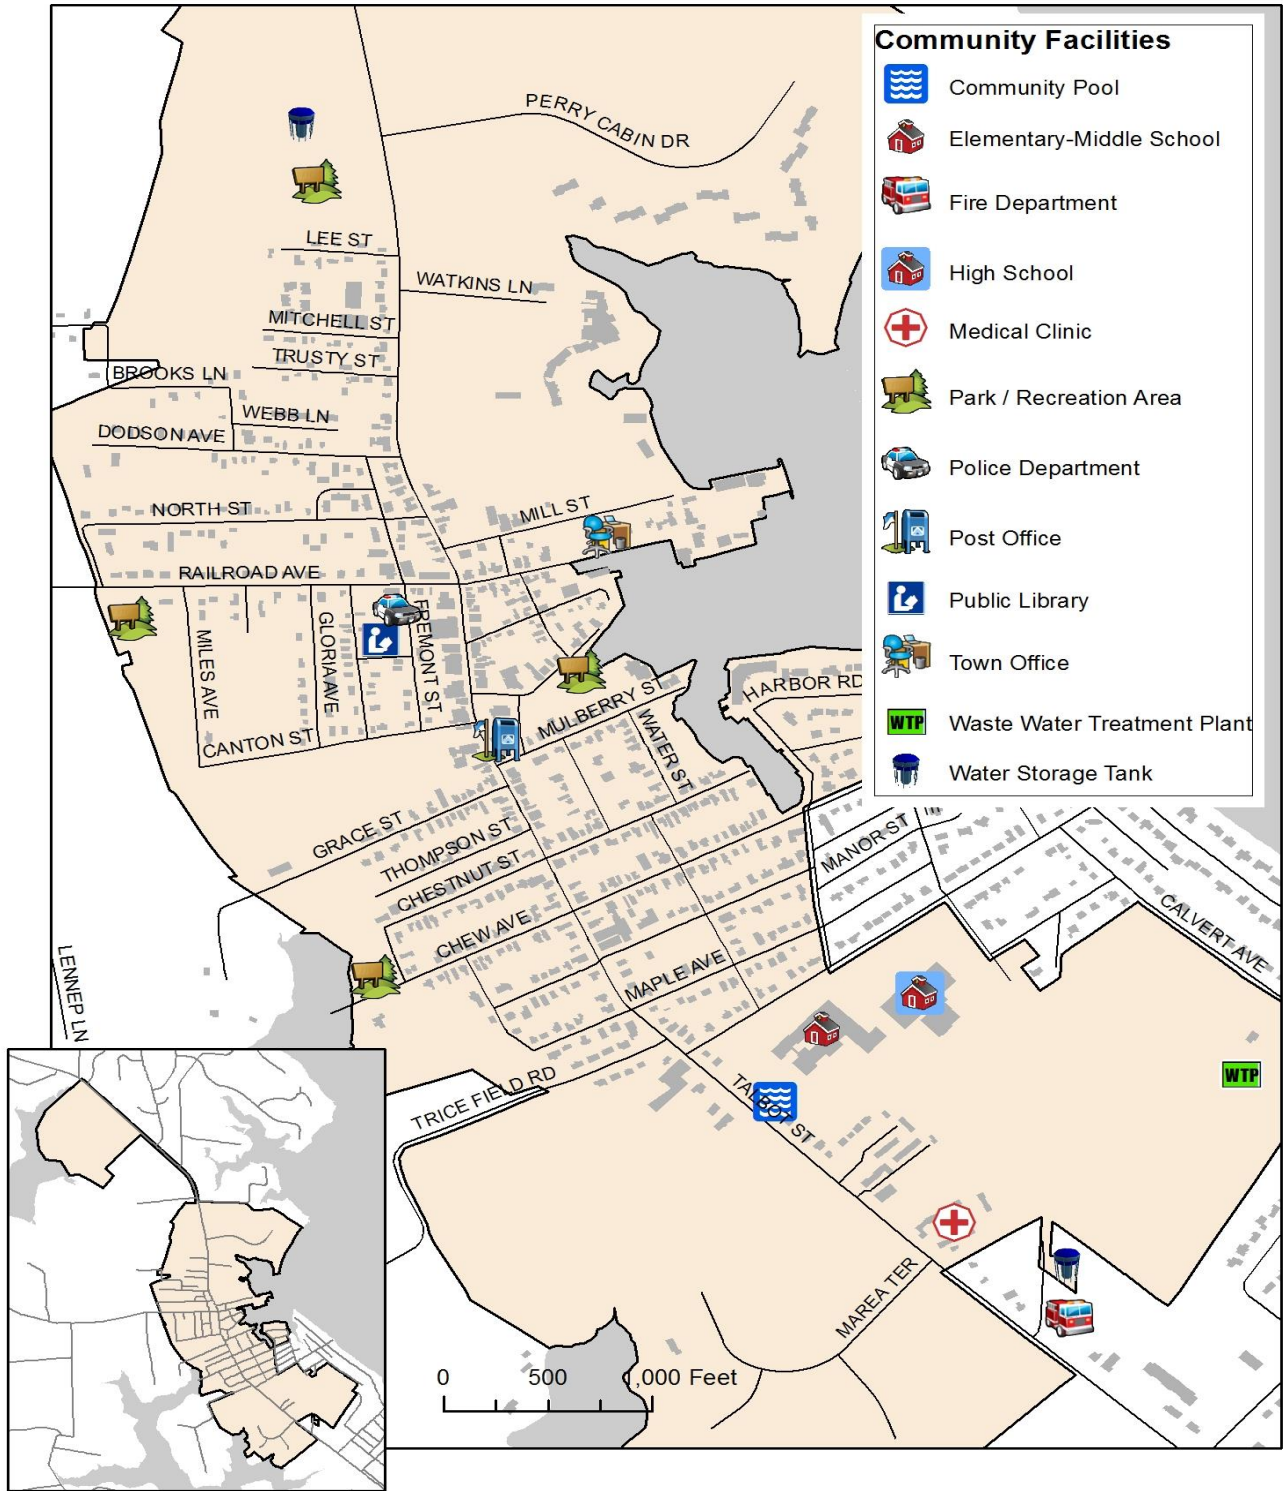 Community Facilities
Community Pool
Elementary-Middle School
Fire Department
High School
Medical Clinic
Park / Recreation Area
Police Department
Post Office
Public Library
Town Office
WTP Waste Water Treatment Plant
Water Storage Tank
PERRY CABIN DR
LEE ST
WATKINS LN
MITCHELL ST
TRUSTY ST
BROOKS LN
WEBB LN
DODSON AVE
NORTH ST
MILL ST
RAILROAD AVE
MILES AVE
GLORIA AVE
FREMONT ST
CANTON ST
MULBERRY ST
WATER ST
HARBOR RD
GRACE ST
THOMPSON ST
CHESTNUT ST
CHEW AVE
MANOR ST
CALVERT AVE
MAPLE AVE
LENNEP LN
TRICE FIELD RD
TALBOT ST
WTP
MAREA TER
0 500 1,000 Feet